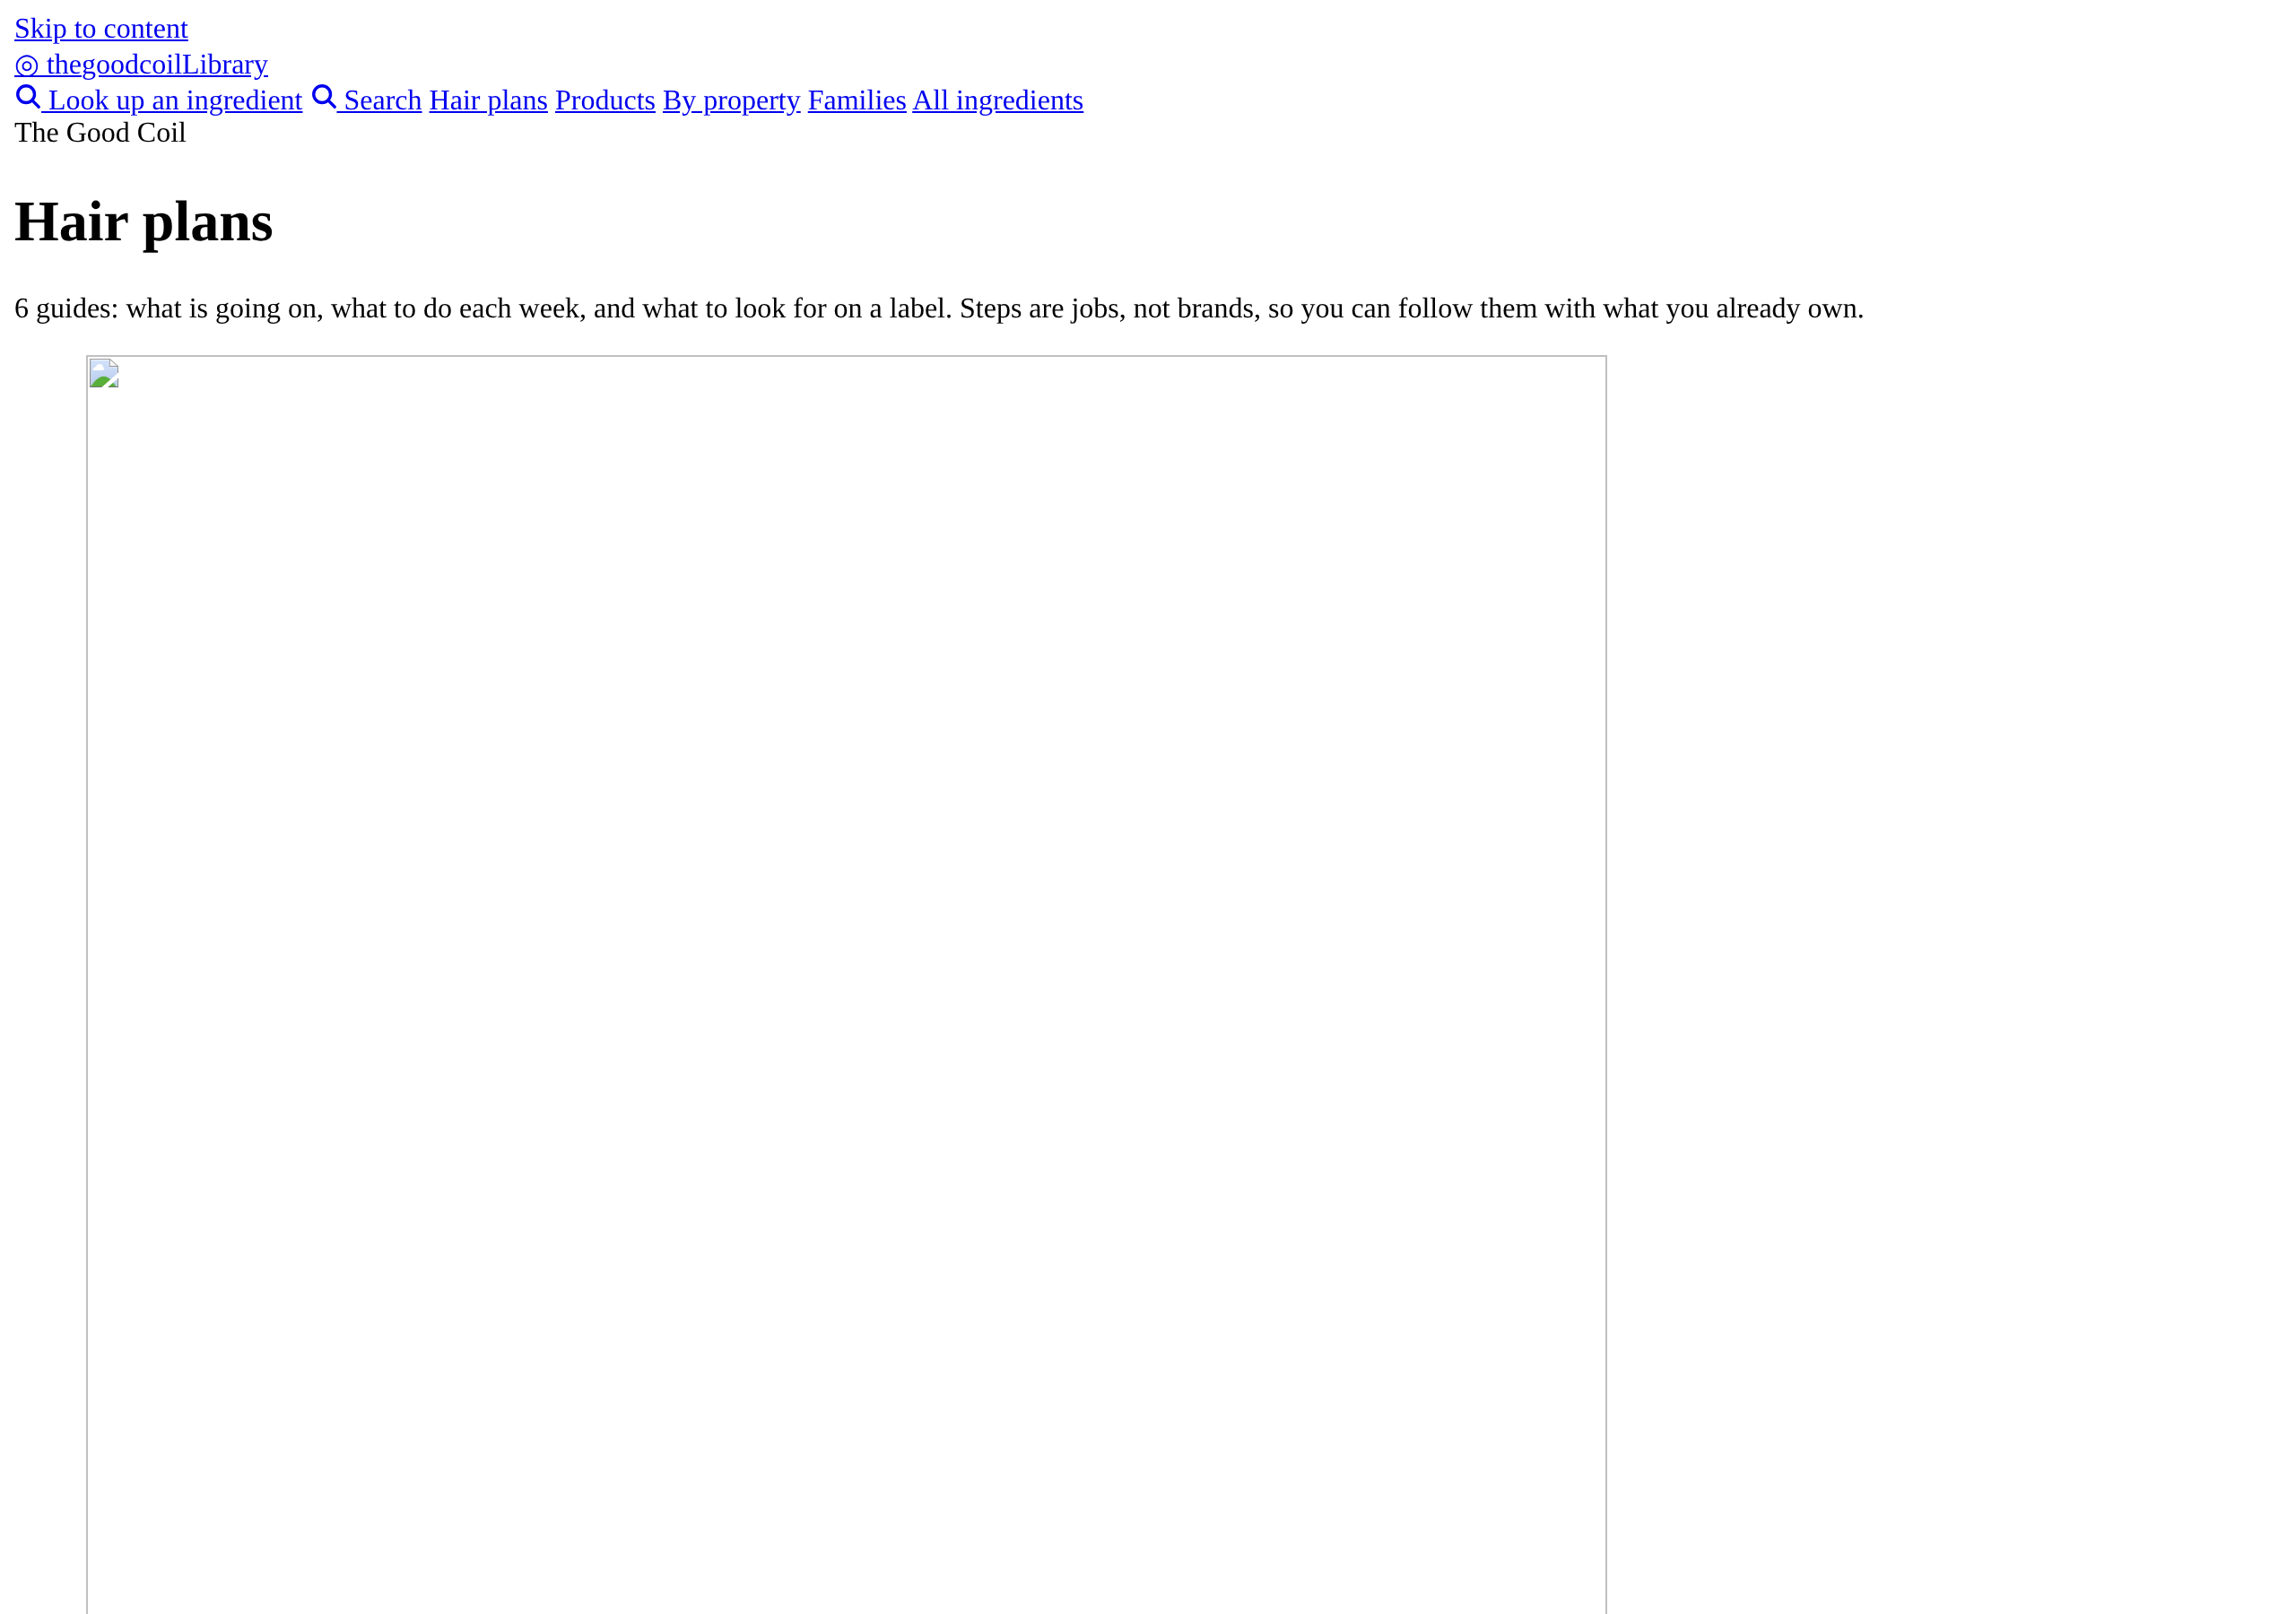 Skip to content
◎ thegoodcoilLibrary
Look up an ingredient Search Hair plans Products By property Families All ingredients
The Good Coil
Hair plans
6 guides: what is going on, what to do each week, and what to look for on a label. Steps are jobs, not brands, so you can follow them with what you already own.